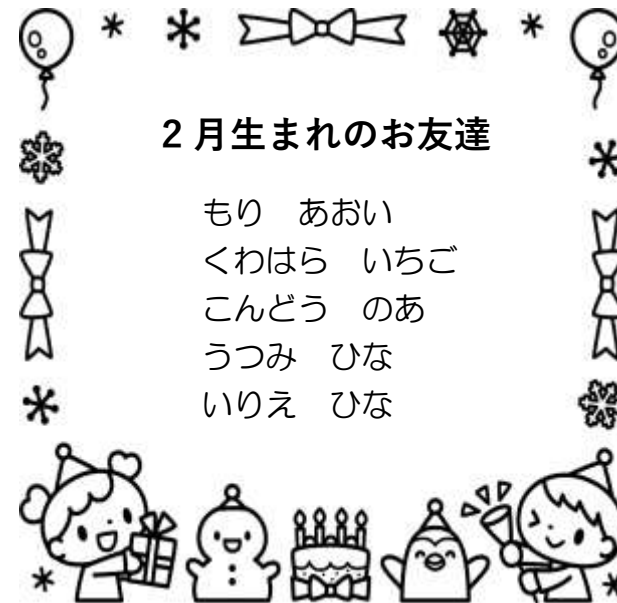 2月生まれのお友達
もり　あおい
くわはら　いちご
こんどう　のあ
うつみ　ひな
いりえ　ひな